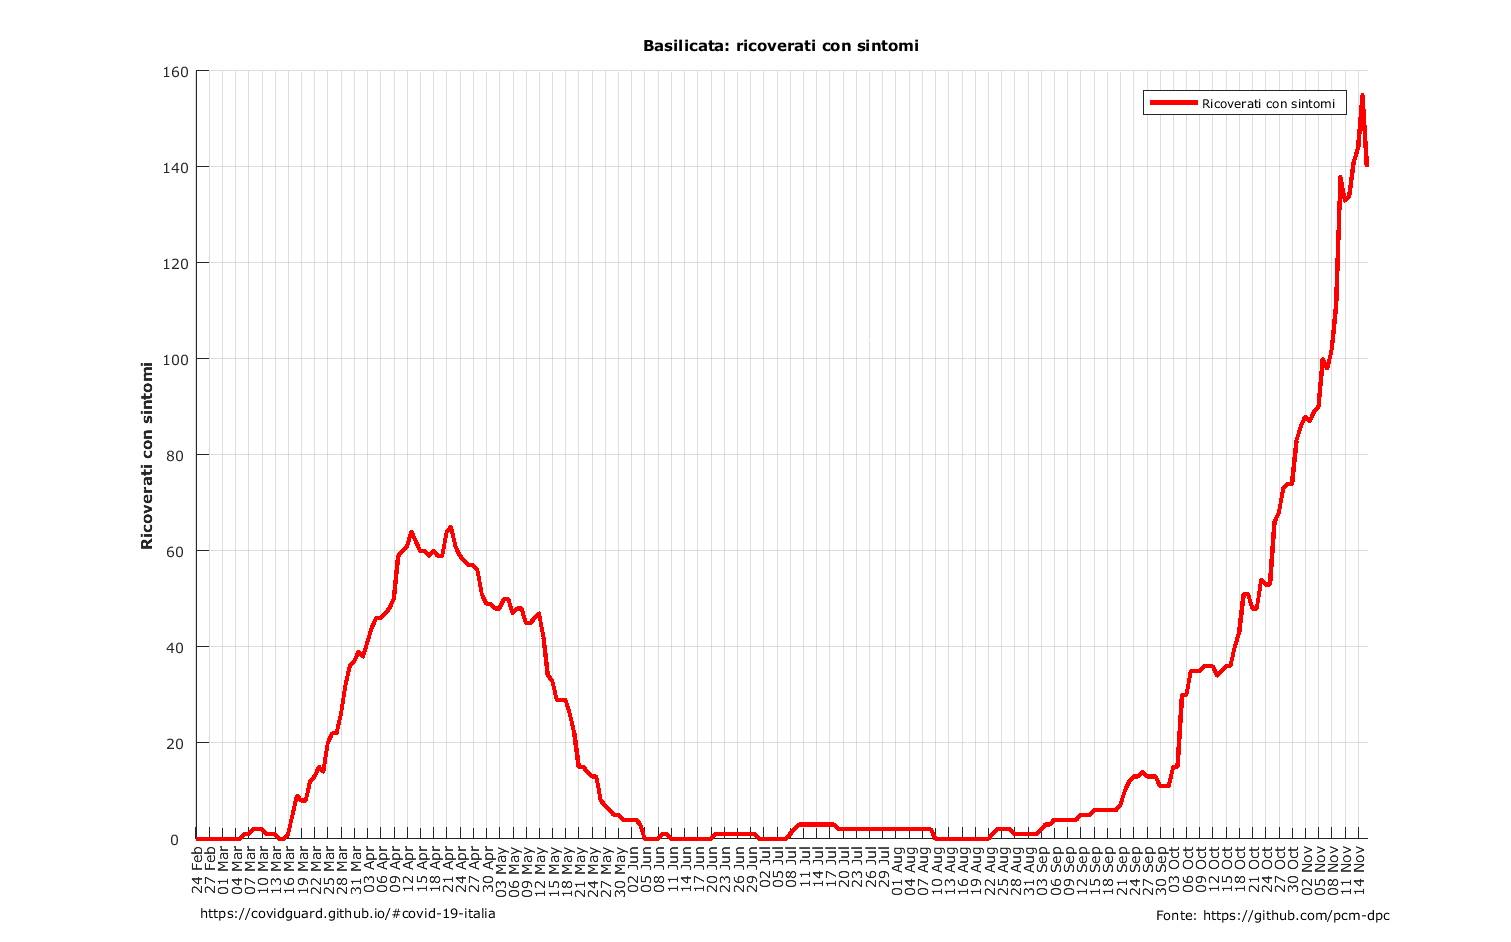 Basilicata: ricoverati con sintomi
Ricoverati con sintomi
Ricoverati con sintomi
160
140
120
100
80
60
40
20
0
24 Feb
27 Feb
01 Mar
04 Mar
07 Mar
10 Mar
13 Mar
16 Mar
19 Mar
22 Mar
25 Mar
28 Mar
31 Mar
03 Apr
06 Apr
09 Apr
12 Apr
15 Apr
18 Apr
21 Apr
24 Apr
27 Apr
30 Apr
03 May
06 May
09 May
12 May
15 May
18 May
21 May
24 May
27 May
30 May
02 Jun
05 Jun
08 Jun
11 Jun
14 Jun
17 Jun
20 Jun
23 Jun
26 Jun
29 Jun
02 Jul
05 Jul
08 Jul
11 Jul
14 Jul
17 Jul
20 Jul
23 Jul
26 Jul
29 Jul
01 Aug
04 Aug
07 Aug
10 Aug
13 Aug
16 Aug
19 Aug
22 Aug
25 Aug
28 Aug
31 Aug
03 Sep
06 Sep
09 Sep
12 Sep
15 Sep
18 Sep
21 Sep
24 Sep
27 Sep
30 Sep
03 Oct
06 Oct
09 Oct
12 Oct
15 Oct
18 Oct
21 Oct
24 Oct
27 Oct
30 Oct
02 Nov
05 Nov
08 Nov
11 Nov
14 Nov
https://covidguard.github.io/#covid-19-italia
Fonte: https://github.com/pcm-dpc